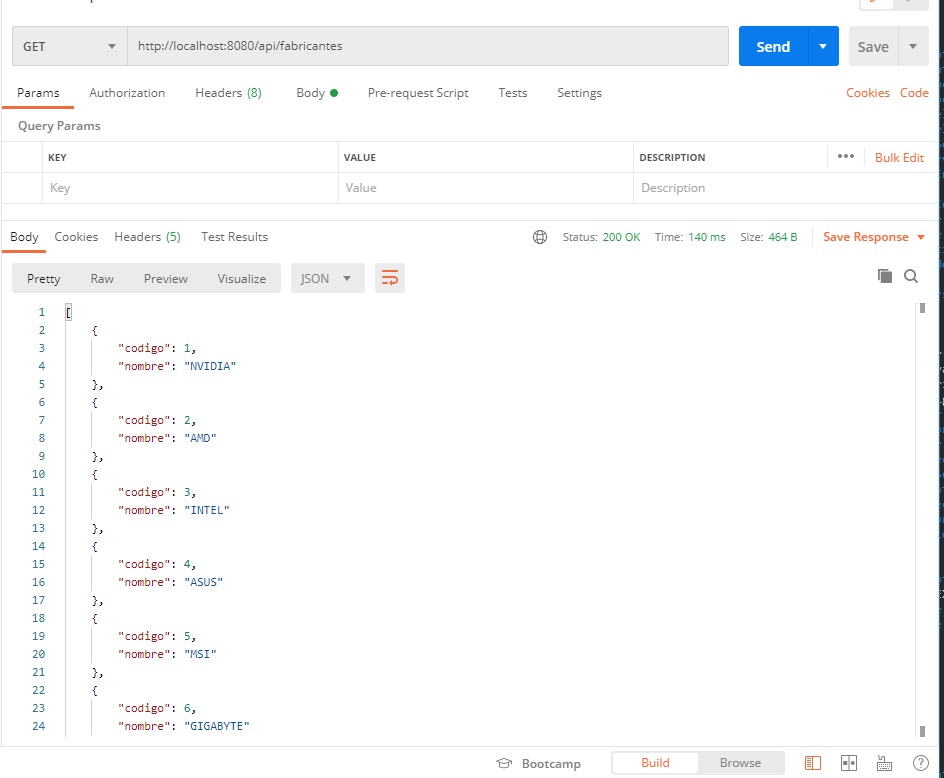 GET http://localhost:8080/api/fabricantes Send Save
Params Authorization Headers (8) Body Pre-request Script Tests Settings Cookies Code
Query Params
KEY VALUE DESCRIPTION ••• Bulk Edit
Key Value Description
Body Cookies Headers (5) Test Results Status: 200 OK Time: 140 ms Size: 464 B Save Response
Pretty Raw Preview Visualize JSON
1 [
2 {
3 "codigo": 1,
4 "nombre": "NVIDIA"
5 },
6 {
7 "codigo": 2,
8 "nombre": "AMD"
9 },
10 {
11 "codigo": 3,
12 "nombre": "INTEL"
13 },
14 {
15 "codigo": 4,
16 "nombre": "ASUS"
17 },
18 {
19 "codigo": 5,
20 "nombre": "MSI"
21 },
22 {
23 "codigo": 6,
24 "nombre": "GIGABYTE"
Bootcamp Build Browse